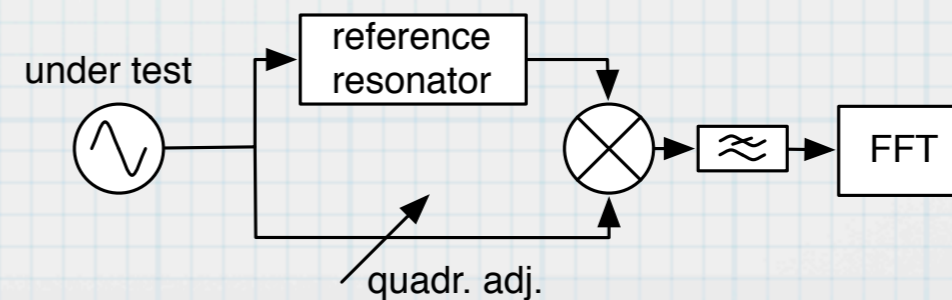 under test
reference
resonator
FFT
quadr. adj.